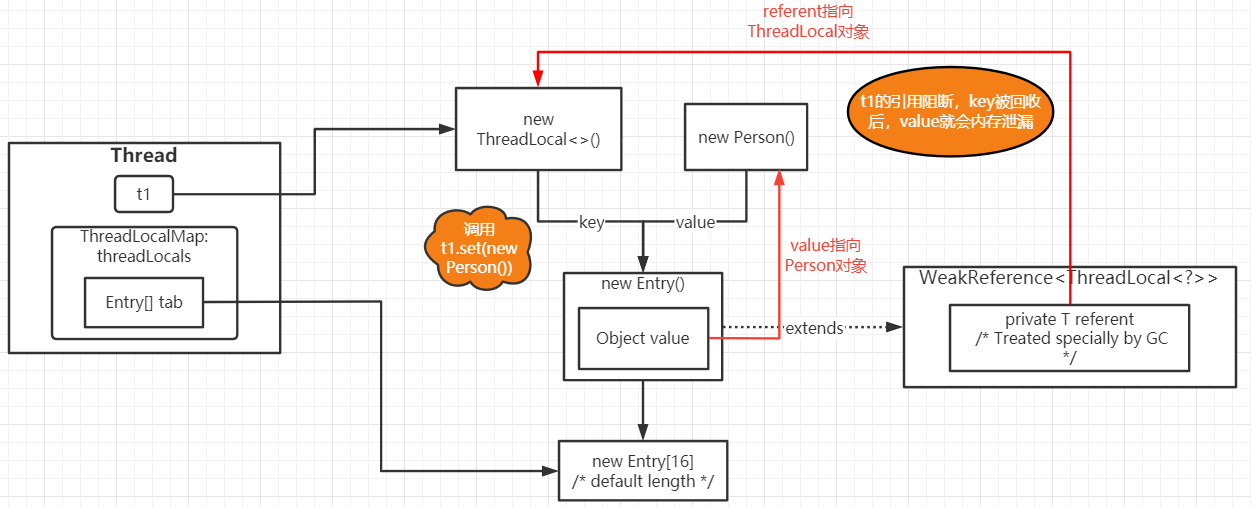 referent指向
ThreadLocal对象
t1的引用阻断，key被回收
后，value就会内存泄漏
new
ThreadLocal<>()
new Person()
Thread
t1
ThreadLocalMap:
threadLocals
Entry[] tab
key
value
调用
t1.set(new
Person())
value指向
Person对象
new Entry()
Object value
extends
WeakReference<ThreadLocal<?>>
private T referent
/* Treated specially by GC
*/
new Entry[16]
/* default length */